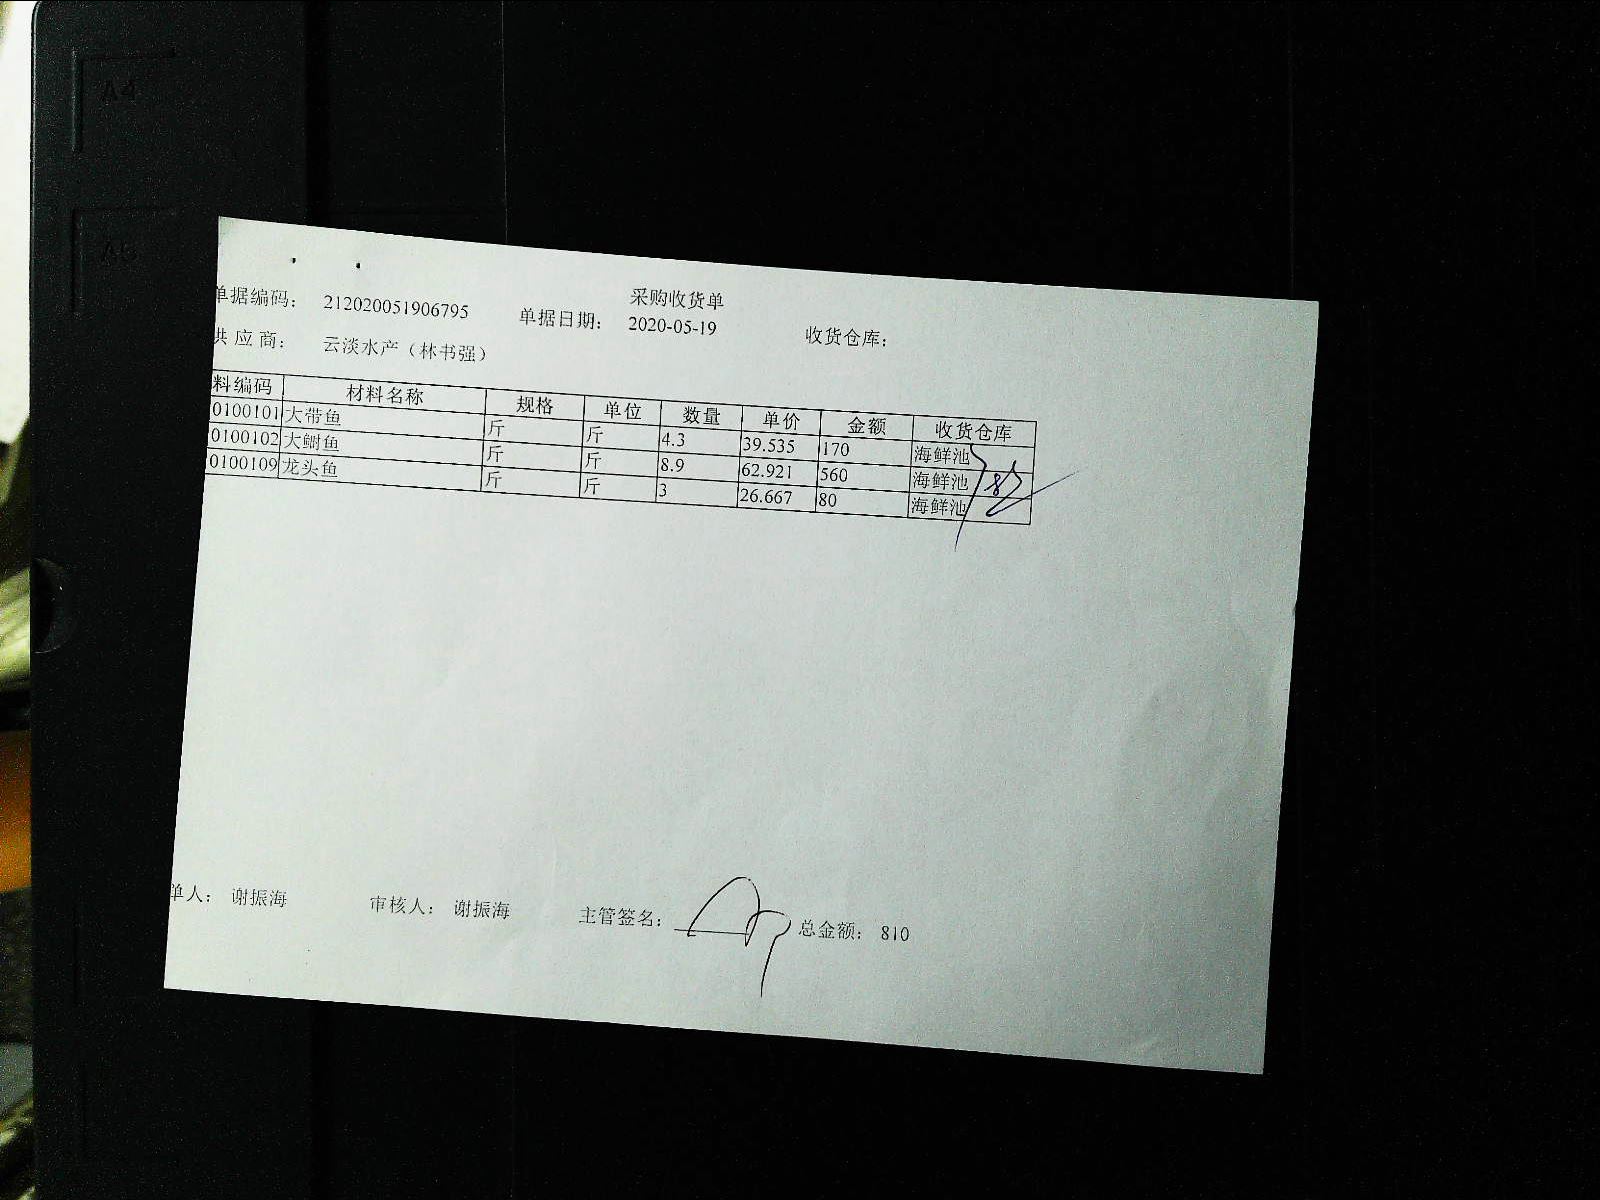 采购收货单
单据编码： 212020051906795 单据日期： 2020-05-19 收货仓库：
供 应 商： 云淡水产（林书强）
料编码 材料名称 规格 单位 数量 单价 金额 收货仓库
0100101 大带鱼 斤 斤 4.3 39.535 170 海鲜池
0100102 大鲥鱼 斤 斤 8.9 62.921 560 海鲜池
0100109 龙头鱼 斤 斤 3 26.667 80 海鲜池
单人： 谢振海 审核人： 谢振海 主管签名： 总金额： 810
A4
A5